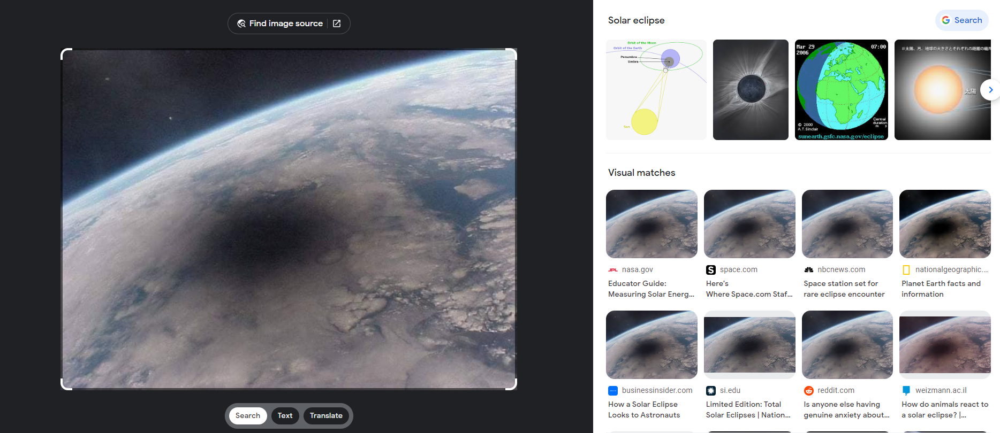 Find image source
Search
Text
Translate
Solar eclipse
Search
Orbit of the Moon
Orbit of the Earth
Penumbra
Umbra
Sun
Mar 29
2006
07:00
© 2000
A.T.Sinclair
Central
duration
m s
sunearth.gsfc.nasa.gov/eclipse
太陽
Visual matches
JPL
nasa.gov
Educator Guide:
Measuring Solar Energ...
S
space.com
Here's
Where Space.com Staf...
nbcnews.com
Space station set for
rare eclipse encounter
nationalgeographic....
Planet Earth facts and
information
businessinsider.com
How a Solar Eclipse
Looks to Astronauts
si.edu
Limited Edition: Total
Solar Eclipses | Nation...
reddit.com
Is anyone else having
genuine anxiety about...
weizmann.ac.il
How do animals react to
a solar eclipse? |...